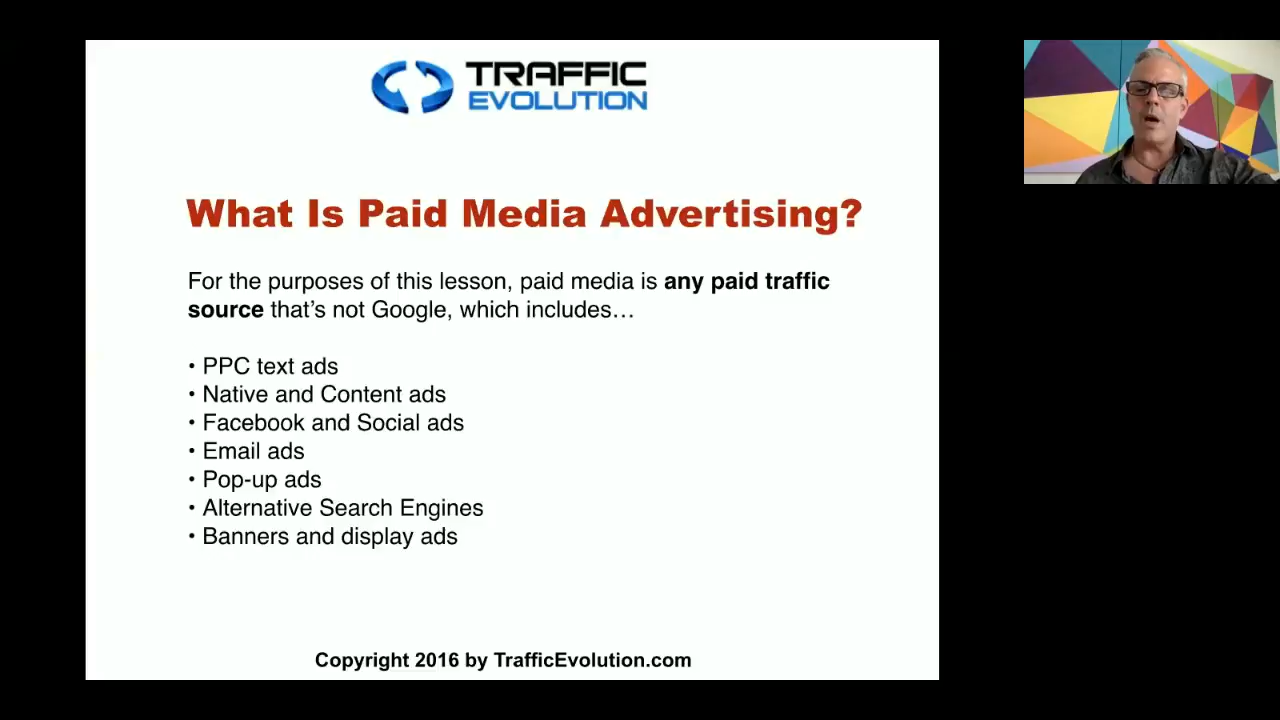 TRAFFIC
EVOLUTION
What Is Paid Media Advertising?
For the purposes of this lesson, paid media is any paid traffic
source that’s not Google, which includes…
• PPC text ads
• Native and Content ads
• Facebook and Social ads
• Email ads
• Pop-up ads
• Alternative Search Engines
• Banners and display ads
Copyright 2016 by TrafficEvolution.com